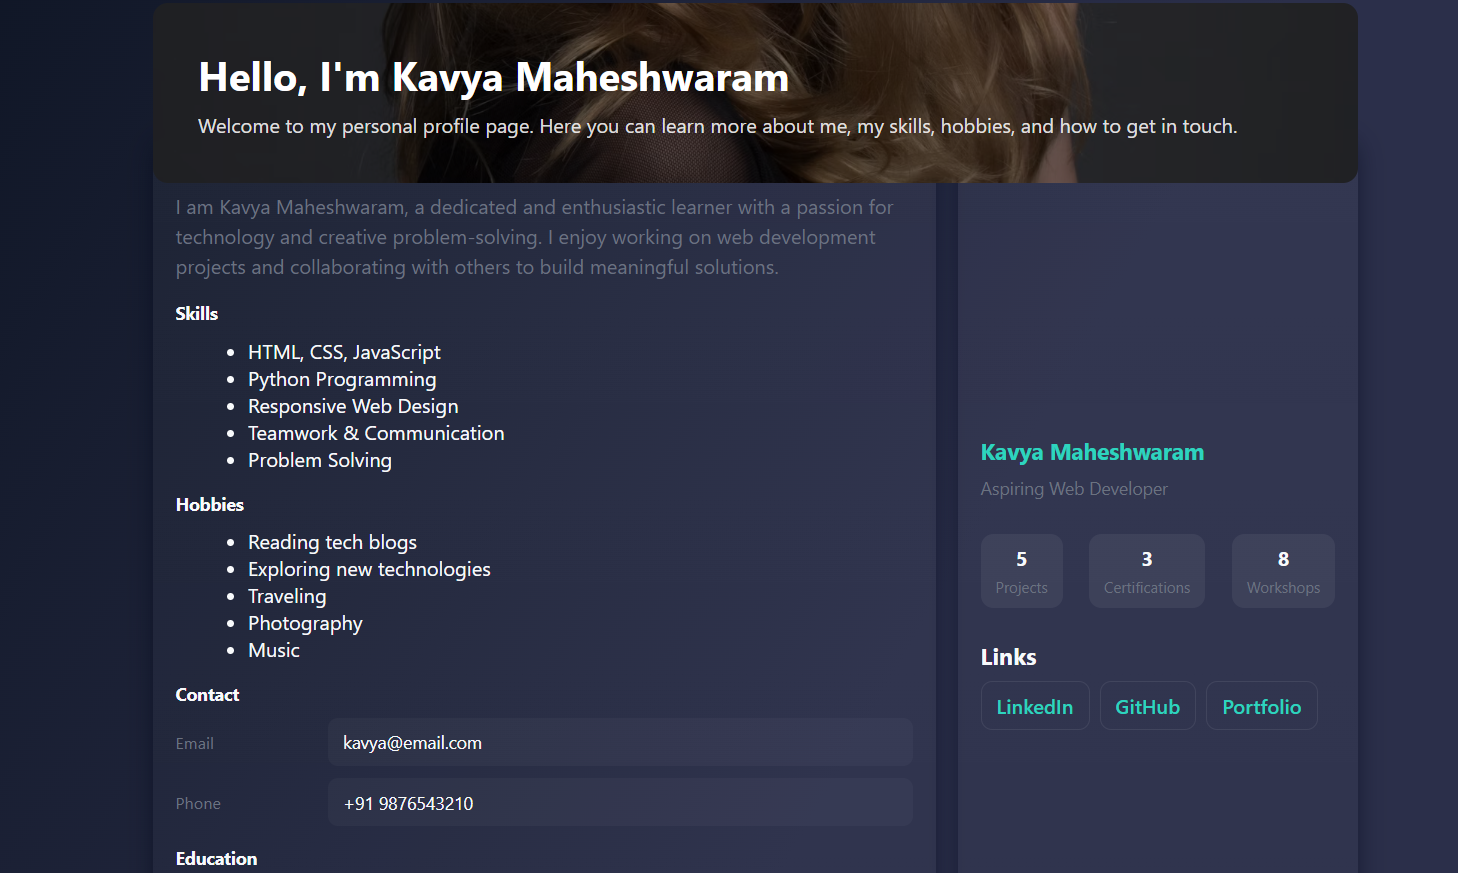 Hello, I'm Kavya Maheshwaram
Welcome to my personal profile page. Here you can learn more about me, my skills, hobbies, and how to get in touch.
I am Kavya Maheshwaram, a dedicated and enthusiastic learner with a passion for
technology and creative problem-solving. I enjoy working on web development
projects and collaborating with others to build meaningful solutions.
Skills
HTML, CSS, JavaScript
Python Programming
Responsive Web Design
Teamwork & Communication
Problem Solving
Hobbies
Reading tech blogs
Exploring new technologies
Traveling
Photography
Music
Contact
Email
kavya@email.com
Phone
+91 9876543210
Education
Kavya Maheshwaram
Aspiring Web Developer
5
Projects
3
Certifications
8
Workshops
Links
LinkedIn
GitHub
Portfolio